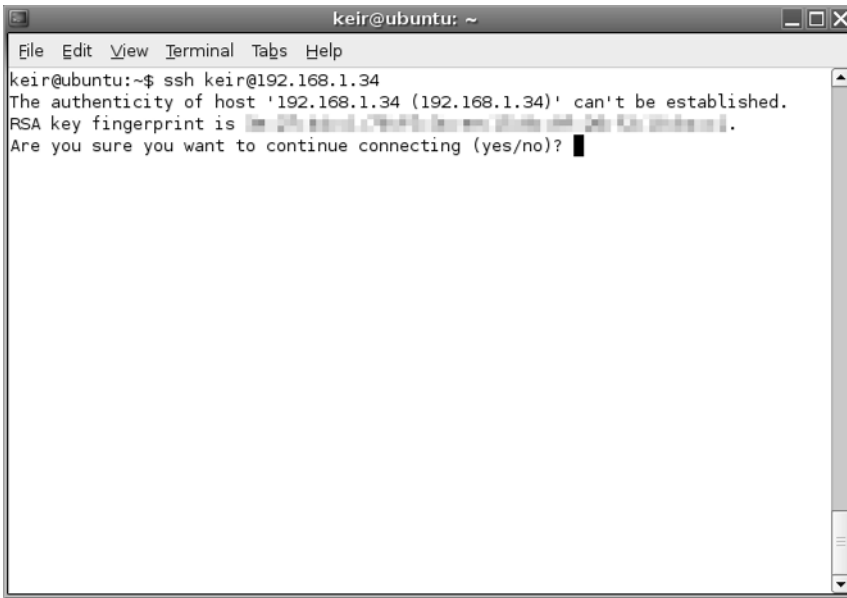 keir@ubuntu: ~
File Edit View Terminal Tabs Help
keir@ubuntu:~$ ssh keir@192.168.1.34
The authenticity of host '192.168.1.34 (192.168.1.34)' can't be established.
RSA key fingerprint is .
Are you sure you want to continue connecting (yes/no)?